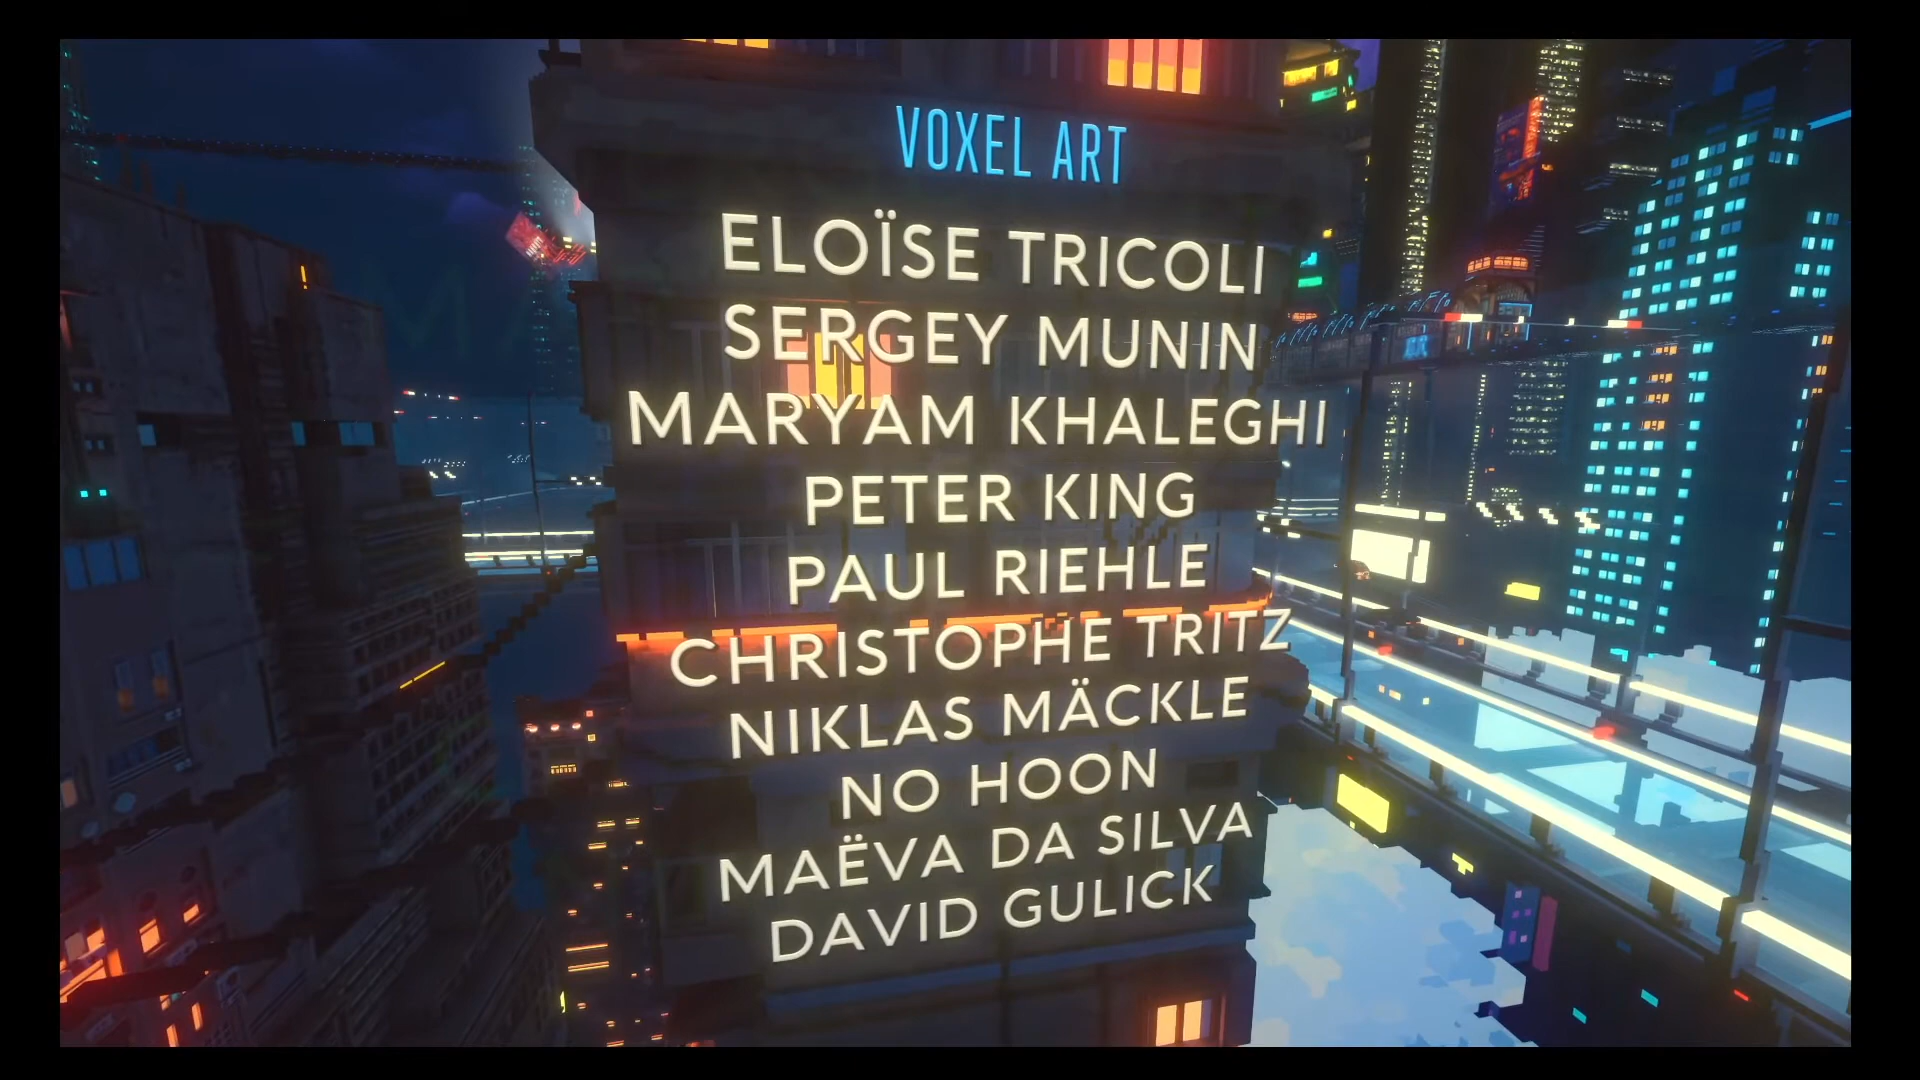 VOXEL ART
ELOÏSE TRICOLI
SERGEY MUNIN
MARYAM KHALEGHI
PETER KING
PAUL RIEHLE
CHRISTOPHE TRITZ
NIKLAS MÄCKLE
NO HOON
MAËVA DA SILVA
DAVID GULICK